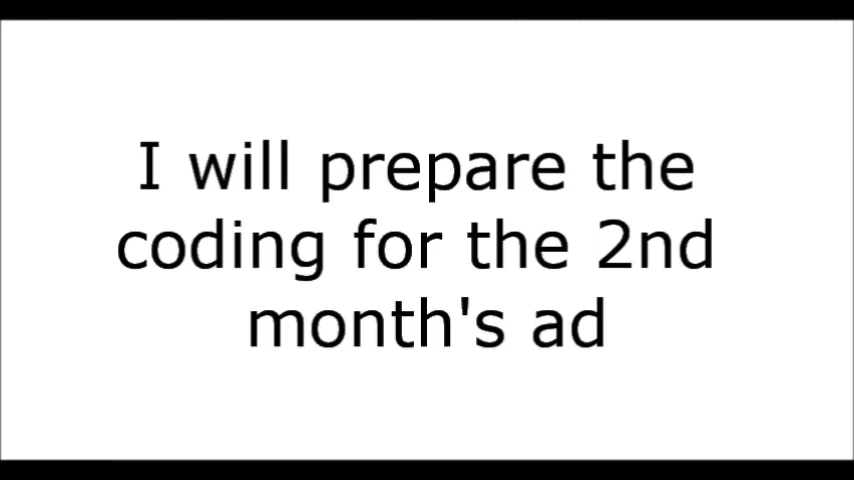 I will prepare the
coding for the 2nd
month's ad